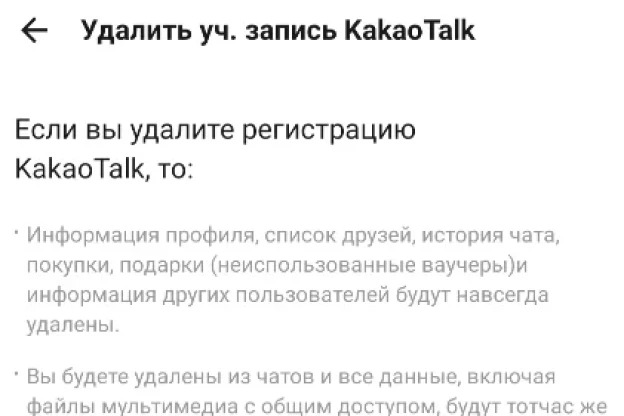 ← Удалить уч. запись KakaoTalk
Если вы удалите регистрацию
KakaoTalk, то:
· Информация профиля, список друзей, история чата,
покупки, подарки (неиспользованные ваучеры)и
информация других пользователей будут навсегда
удалены.
· Вы будете удалены из чатов и все данные, включая
файлы мультимедиа с общим доступом, будут тотчас же